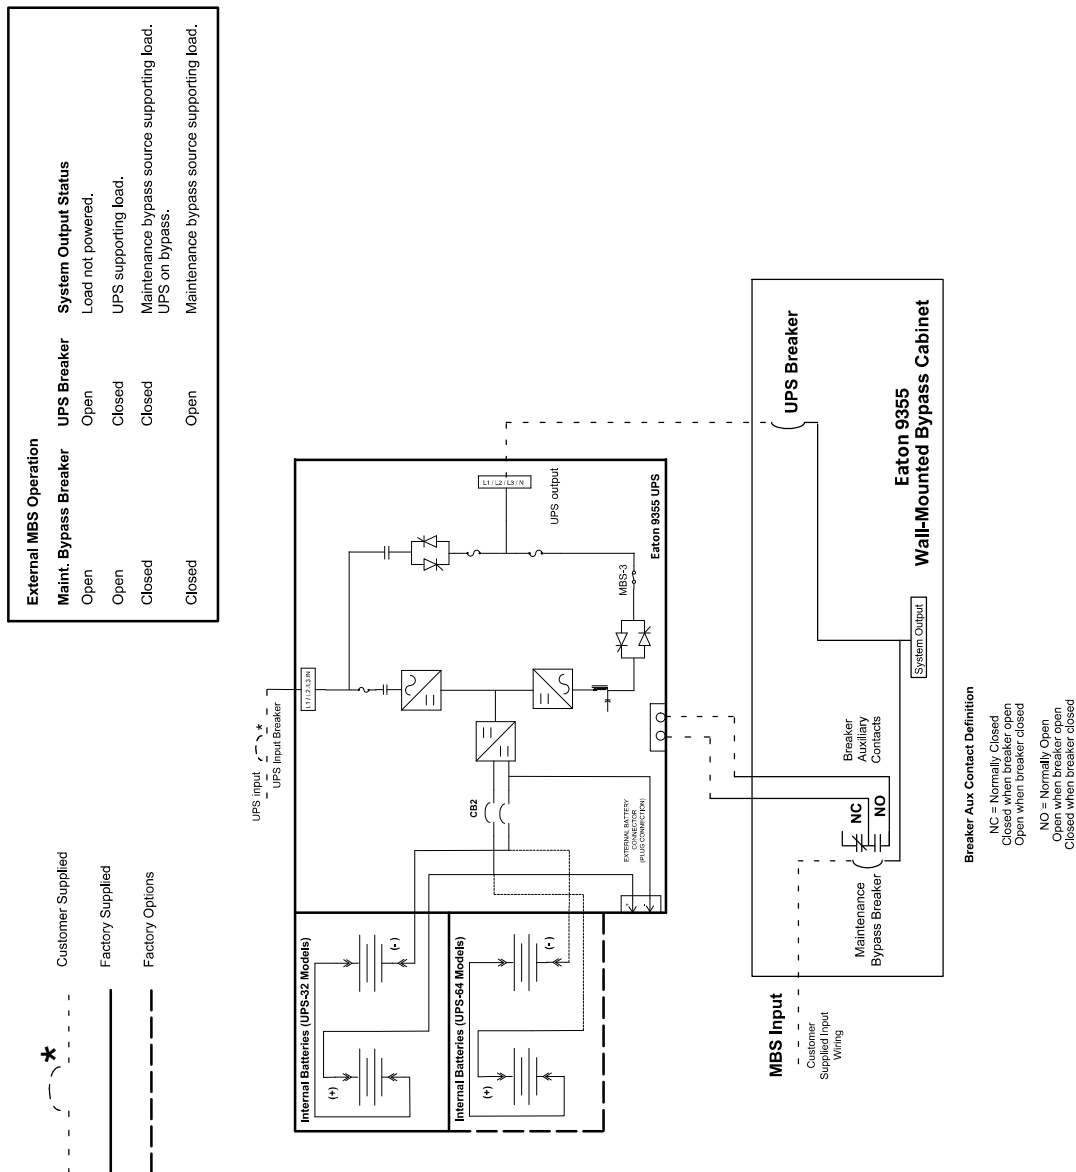 External MBS Operation
Maint. Bypass Breaker UPS Breaker System Output Status
Open Open Load not powered.
Open Closed UPS supporting load.
Closed Closed Maintenance bypass source supporting load.
UPS on bypass.
Closed Open Maintenance bypass source supporting load.
* Customer Supplied
Factory Supplied
Factory Options
UPS input
*
UPS Input Breaker
L1 / L2 /L3 /N
L1 / L2 / L3 / N
UPS output
Eaton 9355 UPS
MBS-3
CB2
EXTERNAL BATTERY
CONNECTOR
(PLUG CONNECTION)
+
-
Internal Batteries (UPS-32 Models)
(+)
(-)
Internal Batteries (UPS-64 Models)
(+)
(-)
UPS Breaker
Eaton 9355
Wall-Mounted Bypass Cabinet
System Output
Breaker
Auxiliary
Contacts
NC
NO
Maintenance
Bypass Breaker
MBS Input
Customer
Supplied Input
Wiring
Breaker Aux Contact Definition
NC = Normally Closed
Closed when breaker open
Open when breaker closed
NO = Normally Open
Open when breaker open
Closed when breaker closed